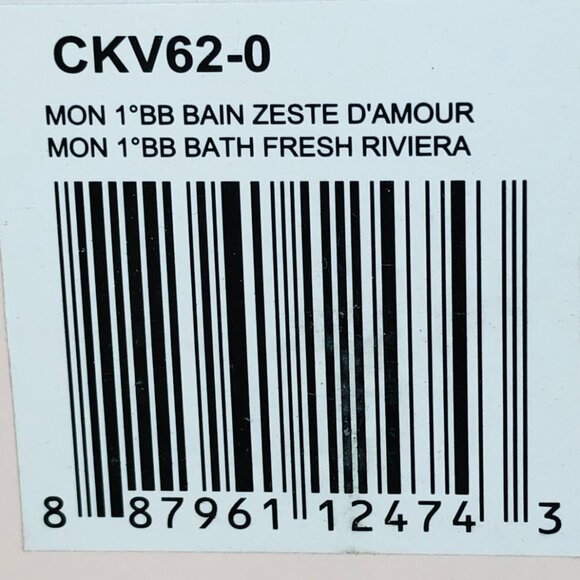 CKV62-0
MON 1°BB BAIN ZESTE D'AMOUR
MON 1°BB BATH FRESH RIVIERA
8 87961 12474 3